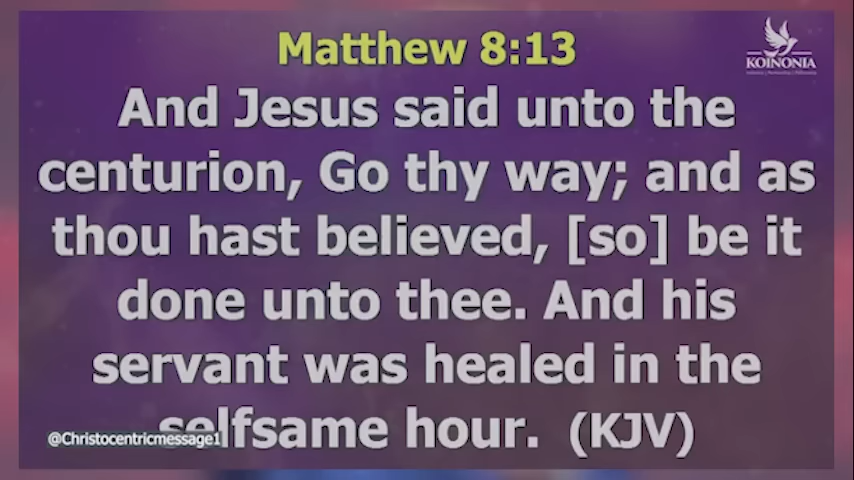 Matthew 8:13
KOINONIA
And Jesus said unto the
centurion, Go thy way; and as
thou hast believed, [so] be it
done unto thee. And his
servant was healed in the
selfsame hour. (KJV)
@Christocentricmessage1